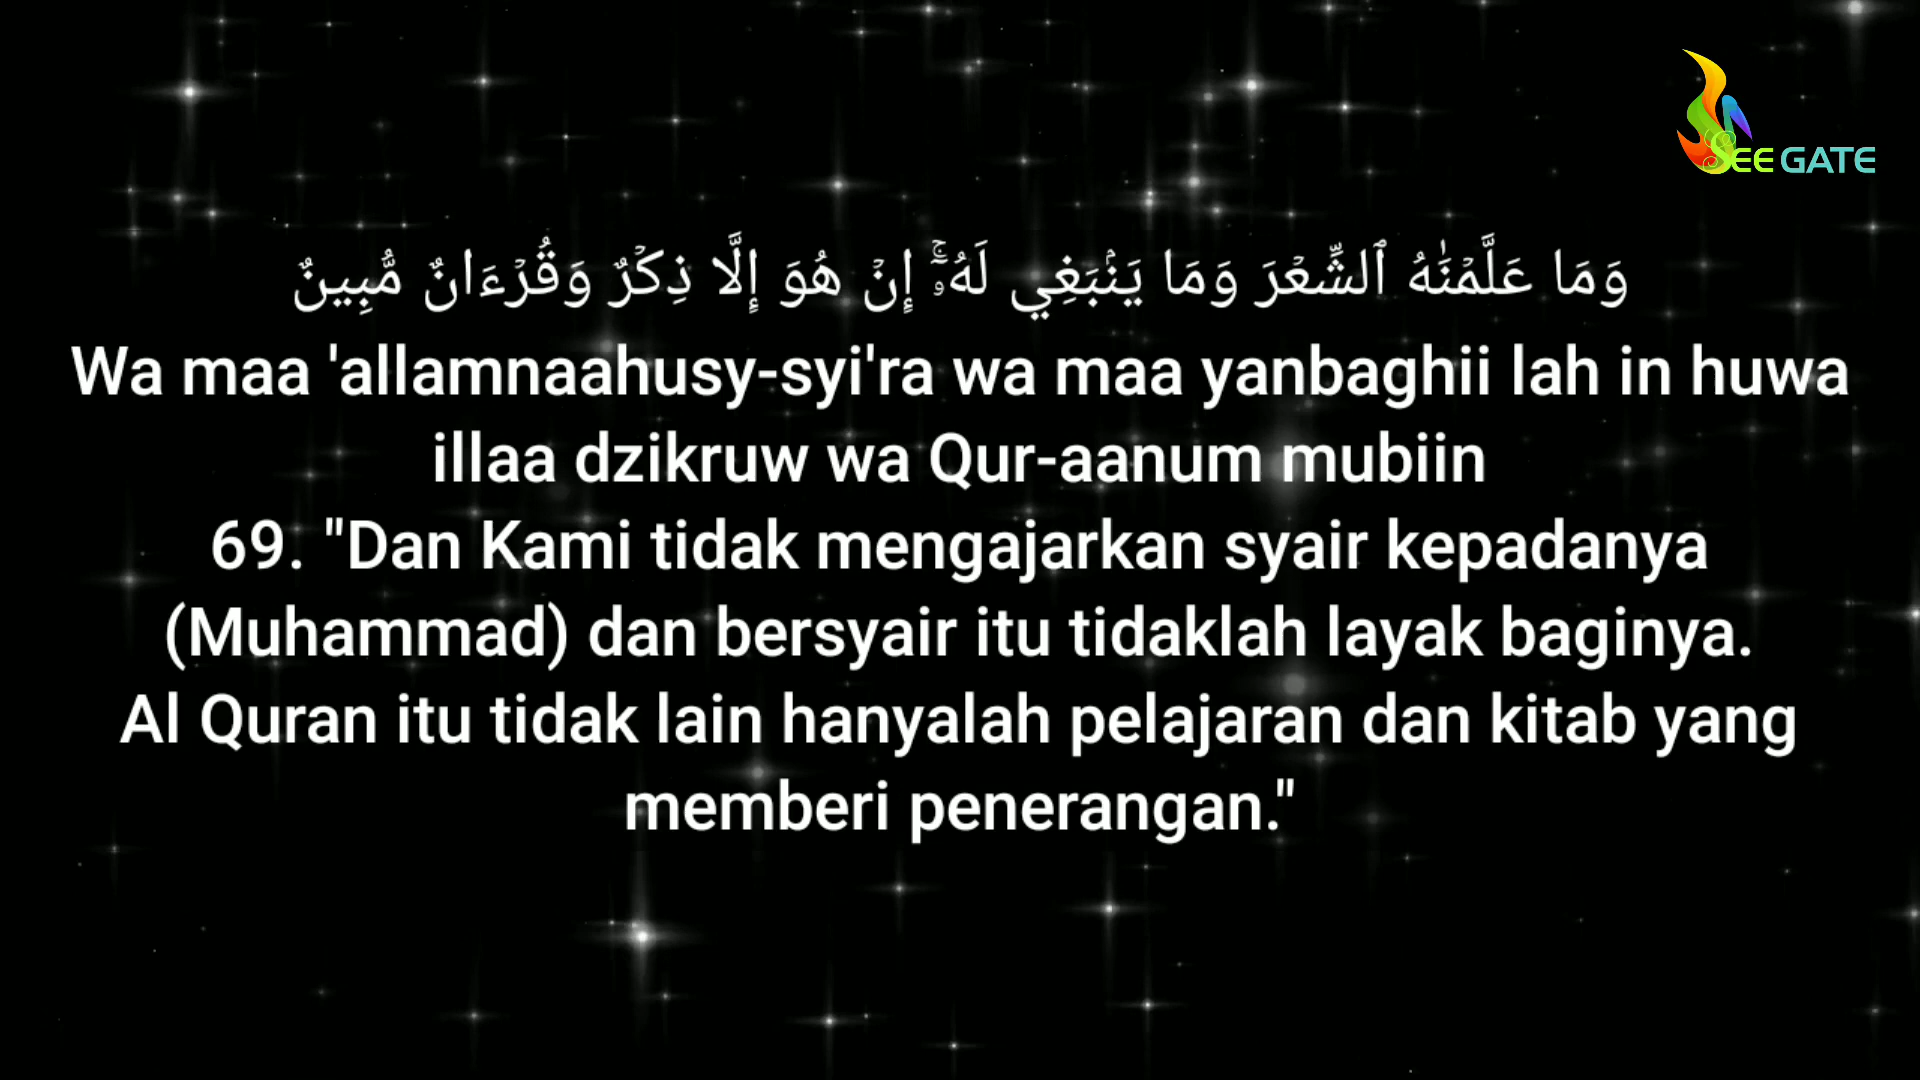 SEE GATE
وَمَا عَلَّمْنَٰهُ ٱلشِّعْرَ وَمَا يَنۢبَغِي لَهُۥٓ ۚ إِنْ هُوَ إِلَّا ذِكْرٌ وَقُرْءَانٌ مُّبِينٌ
Wa maa 'allamnaahusy-syi'ra wa maa yanbaghii lah in huwa
illaa dzikruw wa Qur-aanum mubiin
69. "Dan Kami tidak mengajarkan syair kepadanya
(Muhammad) dan bersyair itu tidaklah layak baginya.
Al Quran itu tidak lain hanyalah pelajaran dan kitab yang
memberi penerangan."